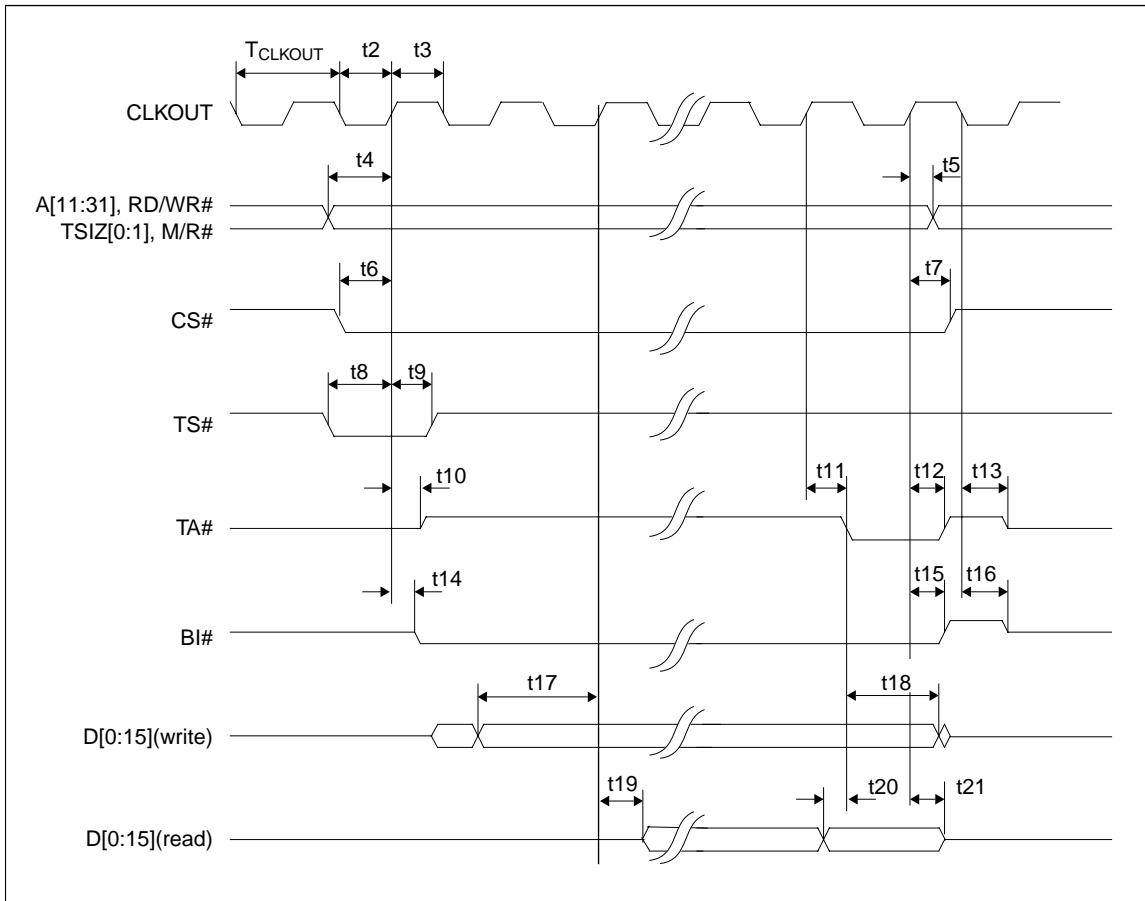 TCLKOUT t2 t3
CLKOUT
t4 t5
A[11:31], RD/WR#
TSIZ[0:1], M/R#
t6 t7
CS#
t8 t9
TS#
t10 t11 t12 t13
TA#
t14 t15 t16
BI#
t17 t18
D[0:15](write)
t19 t20 t21
D[0:15](read)